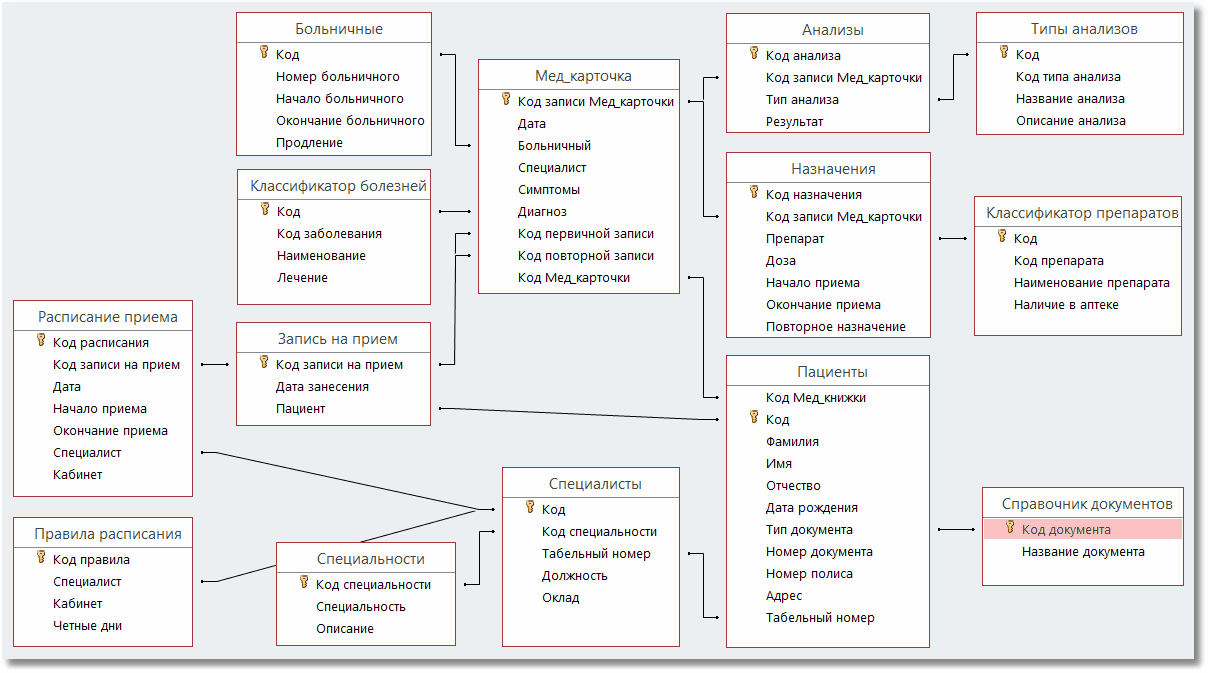 Больничные
Код
Номер больничного
Начало больничного
Окончание больничного
Продление
Классификатор болезней
Код
Код заболевания
Наименование
Лечение
Расписание приема
Код расписания
Код записи на прием
Дата
Начало приема
Окончание приема
Специалист
Кабинет
Запись на прием
Код записи на прием
Дата занесения
Пациент
Правила расписания
Код правила
Специалист
Кабинет
Четные дни
Специальности
Код специальности
Специальность
Описание
Мед_карточка
Код записи Мед_карточки
Дата
Больничный
Специалист
Симптомы
Диагноз
Код первичной записи
Код повторной записи
Код Мед_карточки
Специалисты
Код
Код специальности
Табельный номер
Должность
Оклад
Анализы
Код анализа
Код записи Мед_карточки
Тип анализа
Результат
Назначения
Код назначения
Код записи Мед_карточки
Препарат
Доза
Начало приема
Окончание приема
Повторное назначение
Пациенты
Код Мед_книжки
Код
Фамилия
Имя
Отчество
Дата рождения
Тип документа
Номер документа
Номер полиса
Адрес
Табельный номер
Типы анализов
Код
Код типа анализа
Название анализа
Описание анализа
Классификатор препаратов
Код
Код препарата
Наименование препарата
Наличие в аптеке
Справочник документов
Код документа
Название документа